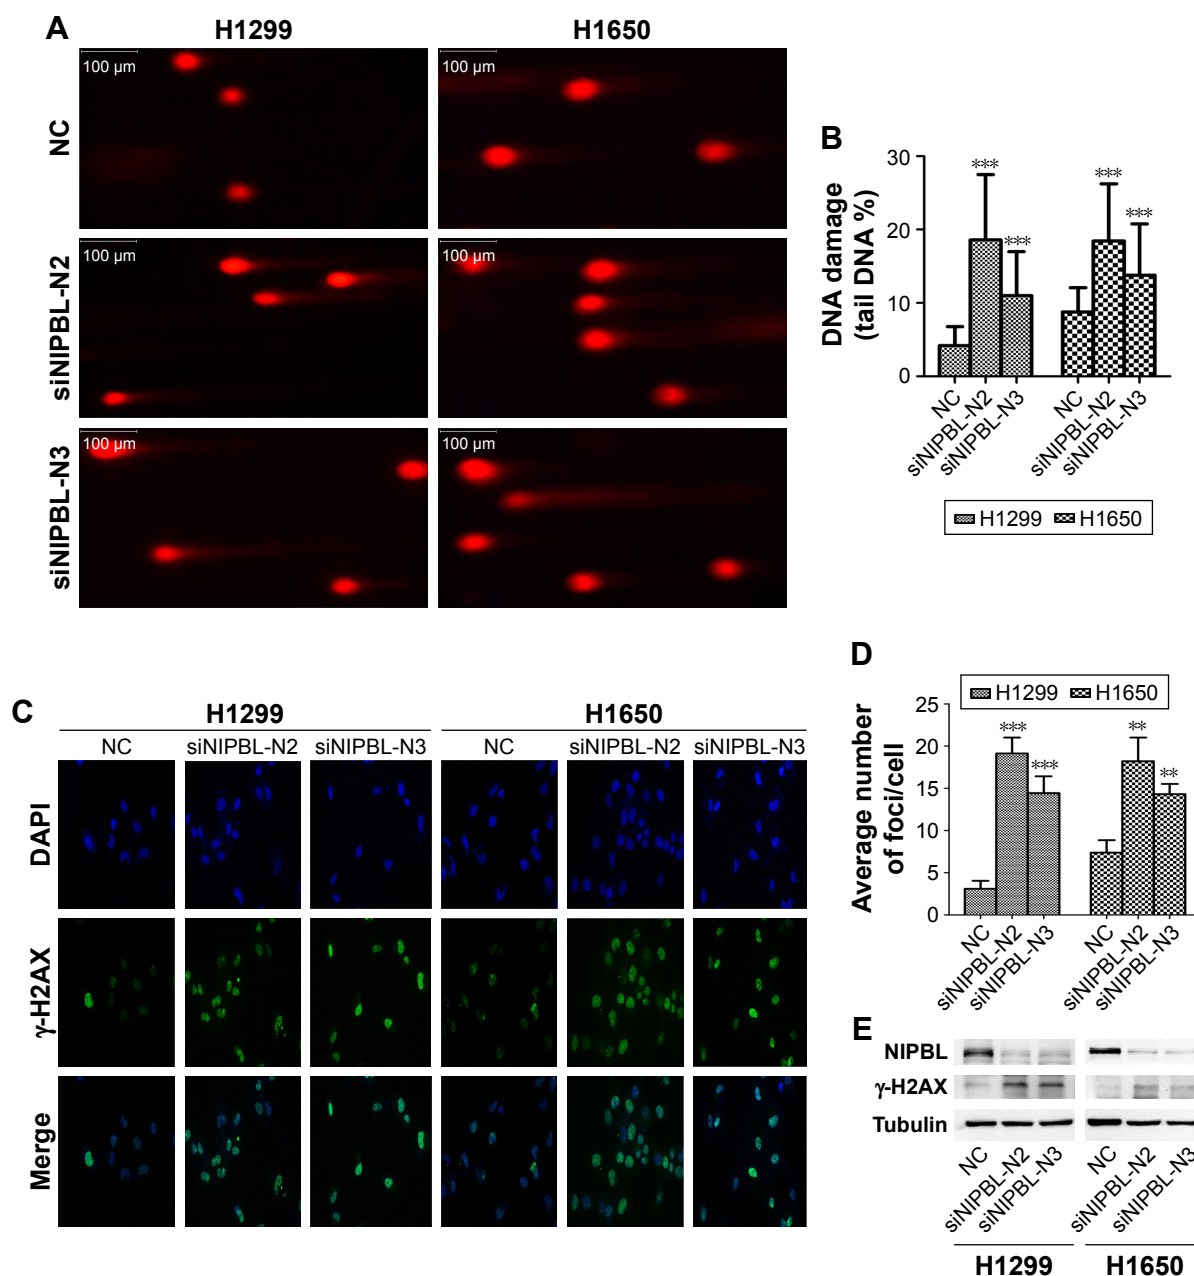 A
H1299 H1650
NC
100 µm 100 µm
siNIPBL-N2
100 µm 100 µm
siNIPBL-N3
100 µm 100 µm
B
DNA damage
(tail DNA %)
30
20
10
0
*** *** *** ***
NC siNIPBL-N2 siNIPBL-N3 NC siNIPBL-N2 siNIPBL-N3
H1299 H1650
C
H1299 H1650
NC siNIPBL-N2 siNIPBL-N3 NC siNIPBL-N2 siNIPBL-N3
DAPI
γ-H2AX
Merge
D
H1299 H1650
Average number
of foci/cell
25
20
15
10
5
0
*** *** ** **
NC siNIPBL-N2 siNIPBL-N3 NC siNIPBL-N2 siNIPBL-N3
E
NIPBL
γ-H2AX
Tubulin
NC siNIPBL-N2 siNIPBL-N3 NC siNIPBL-N2 siNIPBL-N3
H1299 H1650